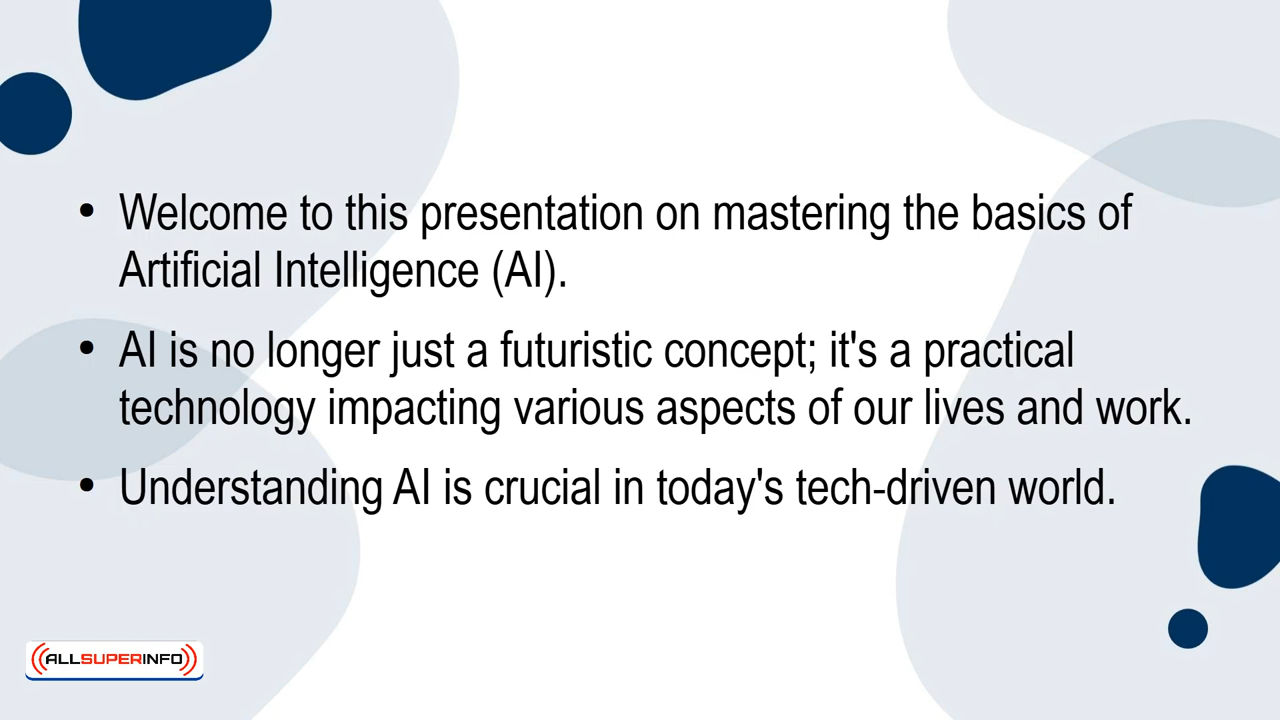 • Welcome to this presentation on mastering the basics of
Artificial Intelligence (AI).
• AI is no longer just a futuristic concept; it's a practical
technology impacting various aspects of our lives and work.
• Understanding AI is crucial in today's tech-driven world.
ALLSUPERINFO